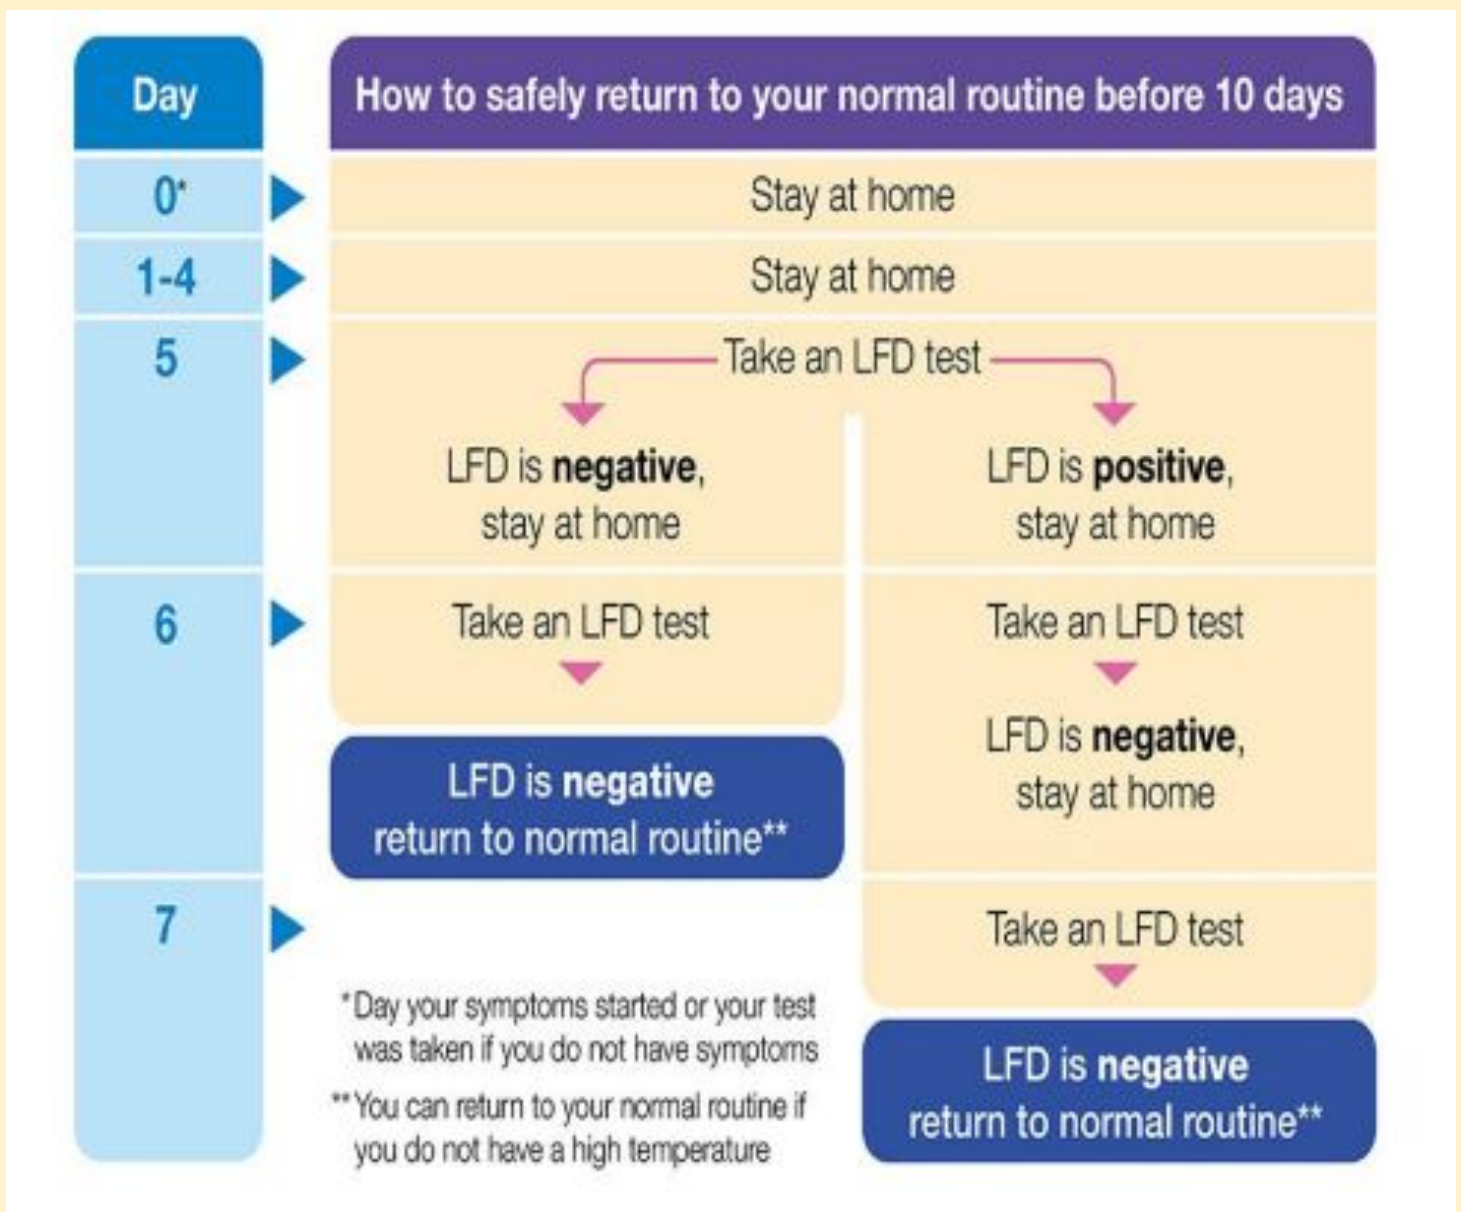 Day
How to safely return to your normal routine before 10 days
0*
Stay at home
1-4
Stay at home
5
Take an LFD test
LFD is negative,
stay at home
LFD is positive,
stay at home
6
Take an LFD test
LFD is negative
return to normal routine**
Take an LFD test
LFD is negative,
stay at home
7
Take an LFD test
LFD is negative
return to normal routine**
*Day your symptoms started or your test
was taken if you do not have symptoms
**You can return to your normal routine if
you do not have a high temperature